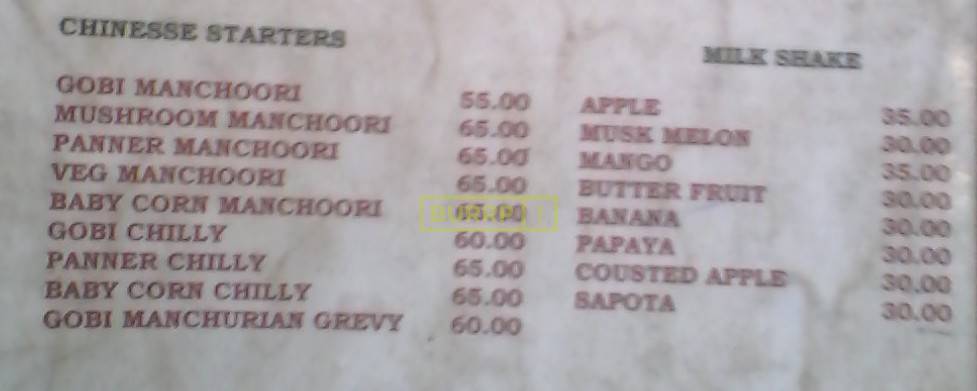 CHINESSE STARTERS
GOBI MANCHOORI 55.00
MUSHROOM MANCHOORI 65.00
PANNER MANCHOORI 65.00
VEG MANCHOORI 65.00
BABY CORN MANCHOORI 65.00
GOBI CHILLY 60.00
PANNER CHILLY 65.00
BABY CORN CHILLY 65.00
GOBI MANCHURIAN GREVY 60.00
MILK SHAKE
APPLE 35.00
MUSK MELON 30.00
MANGO 35.00
BUTTER FRUIT 30.00
BANANA 30.00
PAPAYA 30.00
COUSTED APPLE 30.00
SAPOTA 30.00